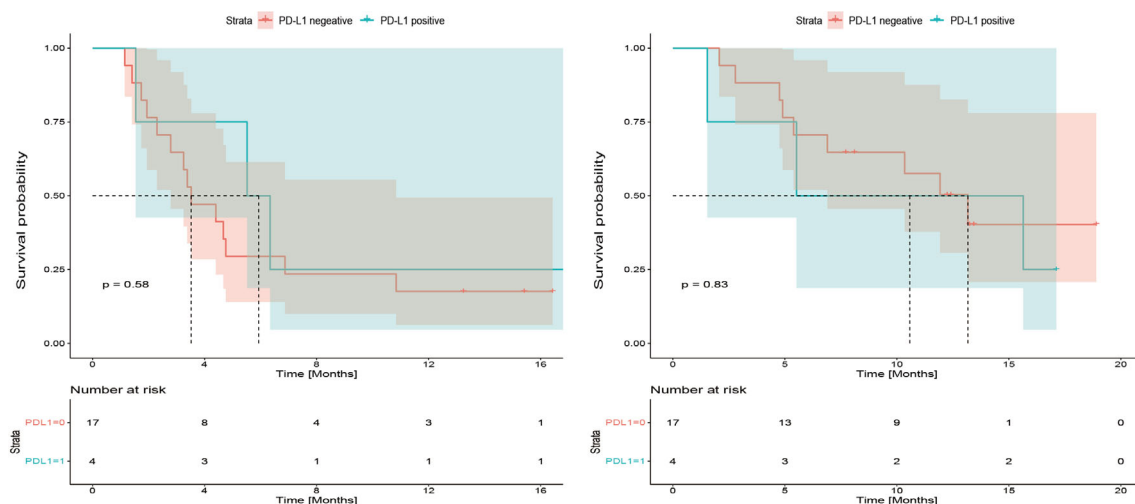 Strata PD-L1 negeative PD-L1 positive
1.00
0.75
0.50
0.25
0.00
Survival probability
p = 0.58
0 4 8 12 16
Time [Months]
Number at risk
Strata
PDL1=0 17 8 4 3 1
PDL1=1 4 3 1 1 1
0 4 8 12 16
Time [Months]
Strata PD-L1 negeative PD-L1 positive
1.00
0.75
0.50
0.25
0.00
Survival probability
p = 0.83
0 5 10 15 20
Time [Months]
Number at risk
Strata
PDL1=0 17 13 9 1 0
PDL1=1 4 3 2 2 0
0 5 10 15 20
Time [Months]